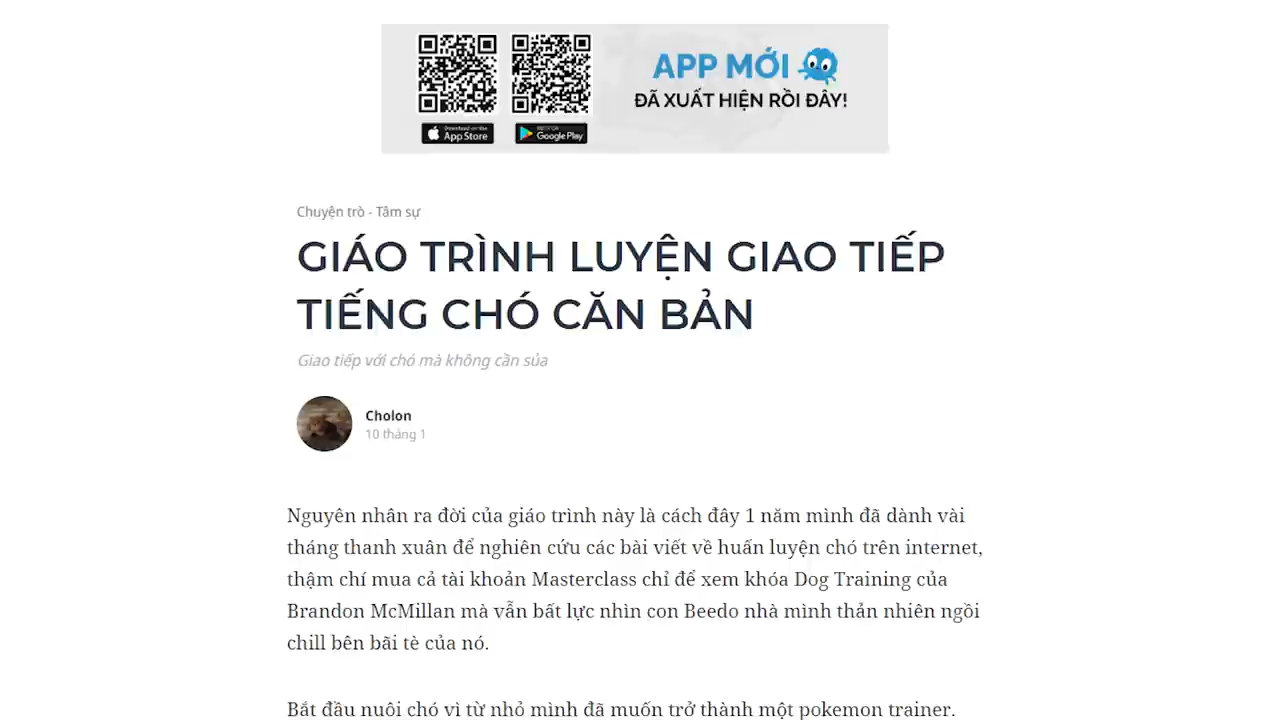 APP MỚI
ĐÃ XUẤT HIỆN RỒI ĐÂY!
Download on the
App Store
Google Play
Chuyện trò - Tâm sự
GIÁO TRÌNH LUYỆN GIAO TIẾP
TIẾNG CHÓ CĂN BẢN
Giao tiếp với chó mà không cần sủa
Cholon
10 tháng 1
Nguyên nhân ra đời của giáo trình này là cách đây 1 năm mình đã dành vài
tháng thanh xuân để nghiên cứu các bài viết về huấn luyện chó trên internet,
thậm chí mua cả tài khoản Masterclass chỉ để xem khóa Dog Training của
Brandon McMillan mà vẫn bất lực nhìn con Beedo nhà mình thản nhiên ngồi
chill bên bãi tè của nó.
Bắt đầu nuôi chó vì từ nhỏ mình đã muốn trở thành một pokemon trainer.